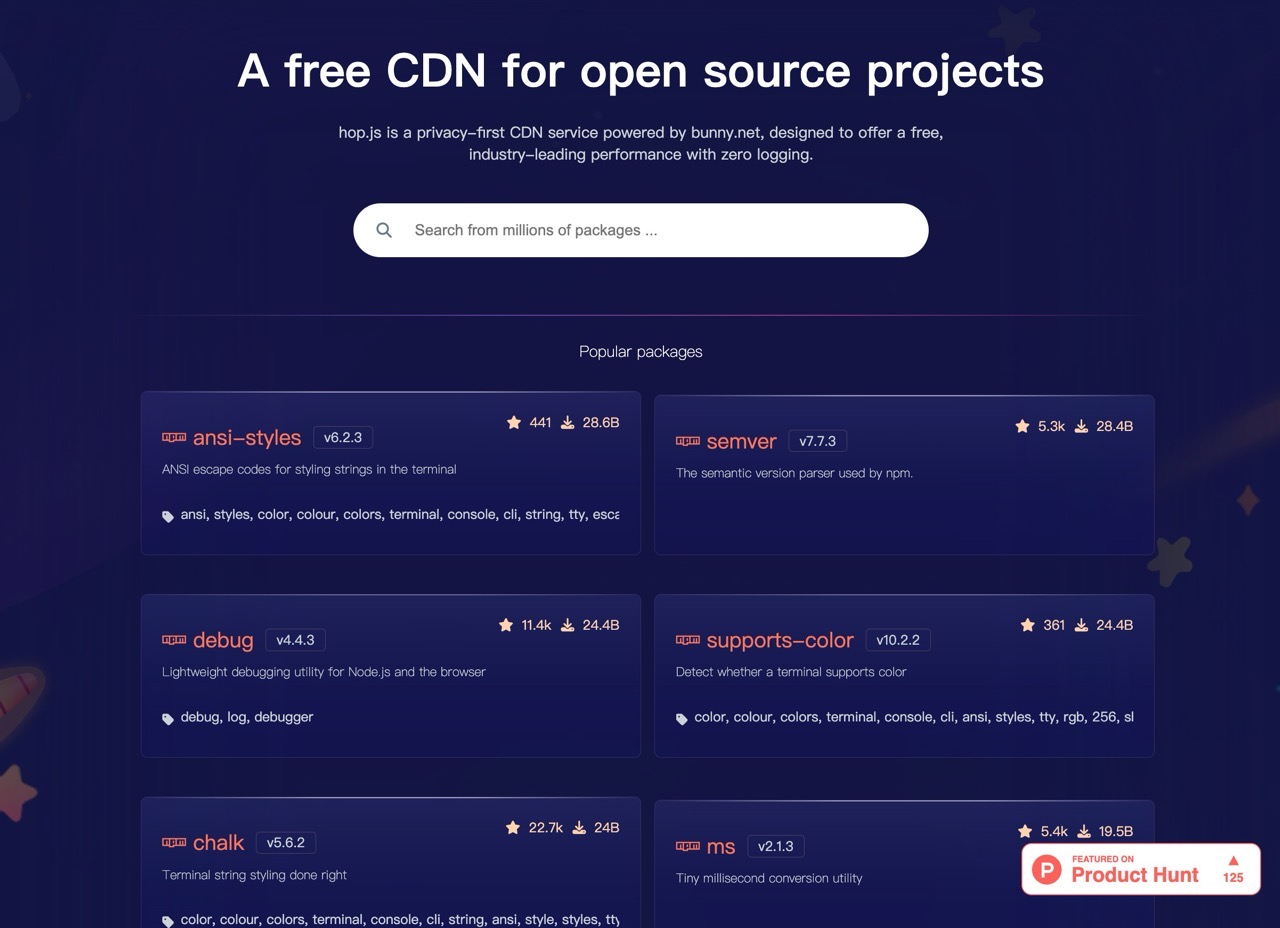 A free CDN for open source projects
hop.js is a privacy-first CDN service powered by bunny.net, designed to offer a free,
industry-leading performance with zero logging.
Search from millions of packages ...
Popular packages
npm ansi-styles v6.2.3 441 28.6B
ANSI escape codes for styling strings in the terminal
ansi, styles, color, colour, colors, terminal, console, cli, string, tty, esca
npm semver v7.7.3 5.3k 28.4B
The semantic version parser used by npm.
npm debug v4.4.3 11.4k 24.4B
Lightweight debugging utility for Node.js and the browser
debug, log, debugger
npm supports-color v10.2.2 361 24.4B
Detect whether a terminal supports color
color, colour, colors, terminal, console, cli, ansi, styles, tty, rgb, 256, sl
npm chalk v5.6.2 22.7k 24B
Terminal string styling done right
color, colour, colors, terminal, console, cli, string, ansi, style, styles, tty
npm ms v2.1.3 5.4k 19.5B
Tiny millisecond conversion utility
P FEATURED ON
Product Hunt
125